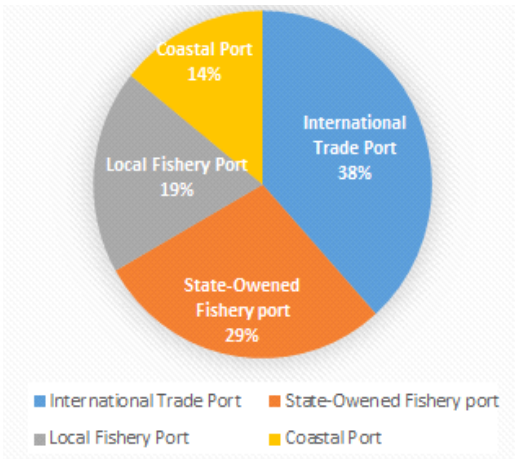 Coastal Port
14%
International
Trade Port
38%
Local Fishery Port
19%
State-Owened
Fishery port
29%
International Trade Port
State-Owened Fishery port
Local Fishery Port
Coastal Port